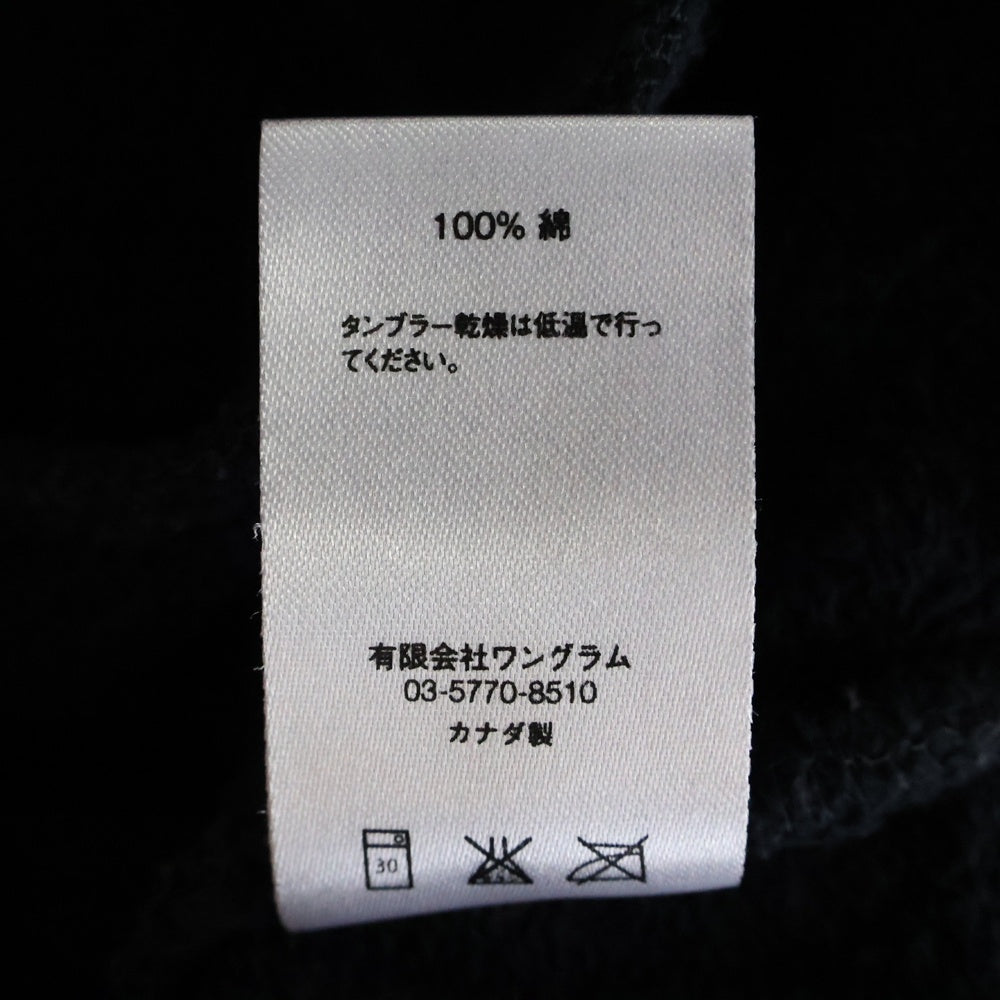 100% 綿
タンブラー乾燥は低温で行っ
てください。
有限会社ワングラム
03-5770-8510
カナダ製
30